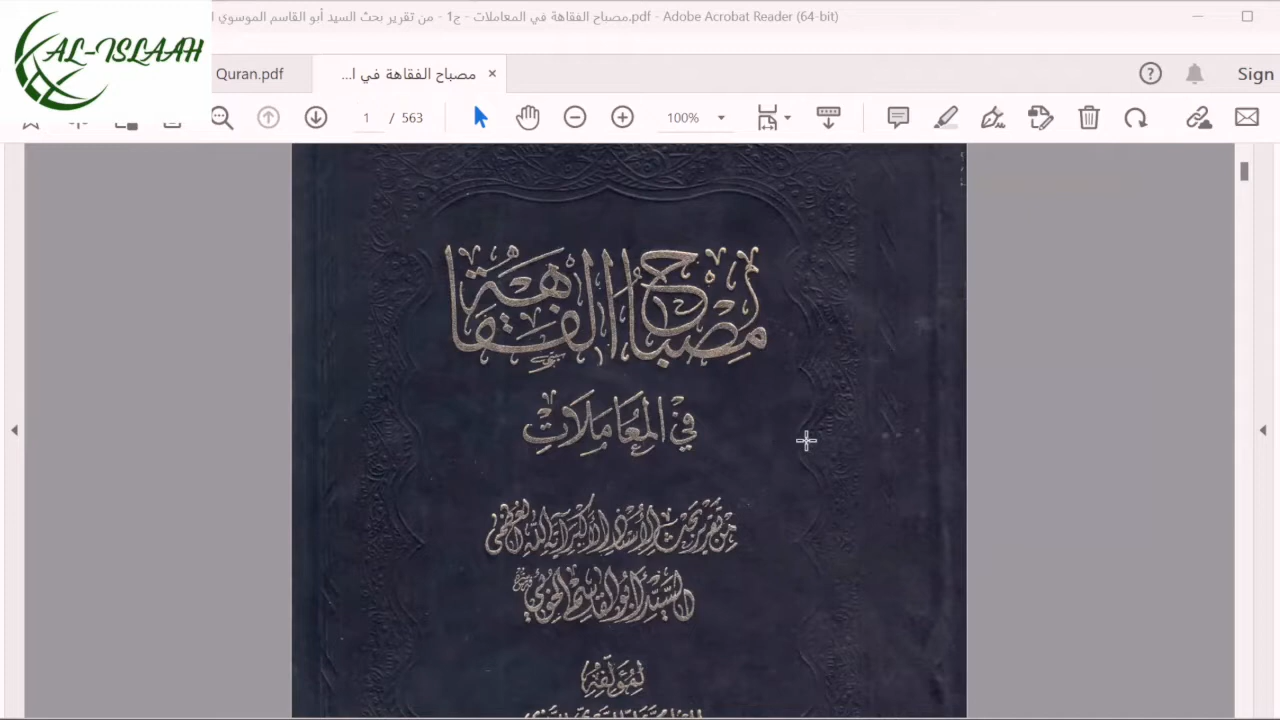 مصباح الفقاهة في المعاملات - ج1 - من تقرير بحث السيد أبو القاسم الموسوي.pdf - Adobe Acrobat Reader (64-bit)
AL-ISLAAH
Quran.pdf
مصباح الفقاهة في ا...
Sign
1 / 563
100%
مصباح الفقاهة
في المعاملات
من تقرير بحث الأستاذ الأكبر آية الله العظمى
السيد أبو القاسم الخوئي
لمؤلفه